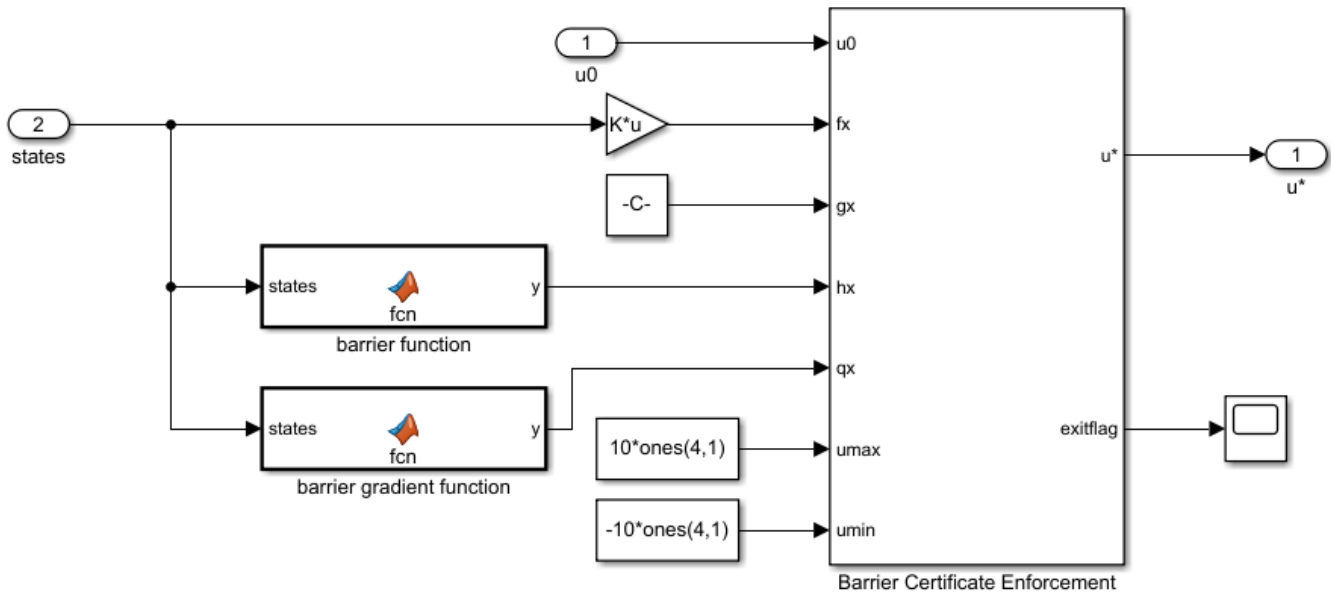 1
u0
u0
2
states
K*u
fx
u*
1
u*
-C-
gx
states
fcn
y
hx
barrier function
qx
states
fcn
y
barrier gradient function
10*ones(4,1)
umax
exitflag
-10*ones(4,1)
umin
Barrier Certificate Enforcement